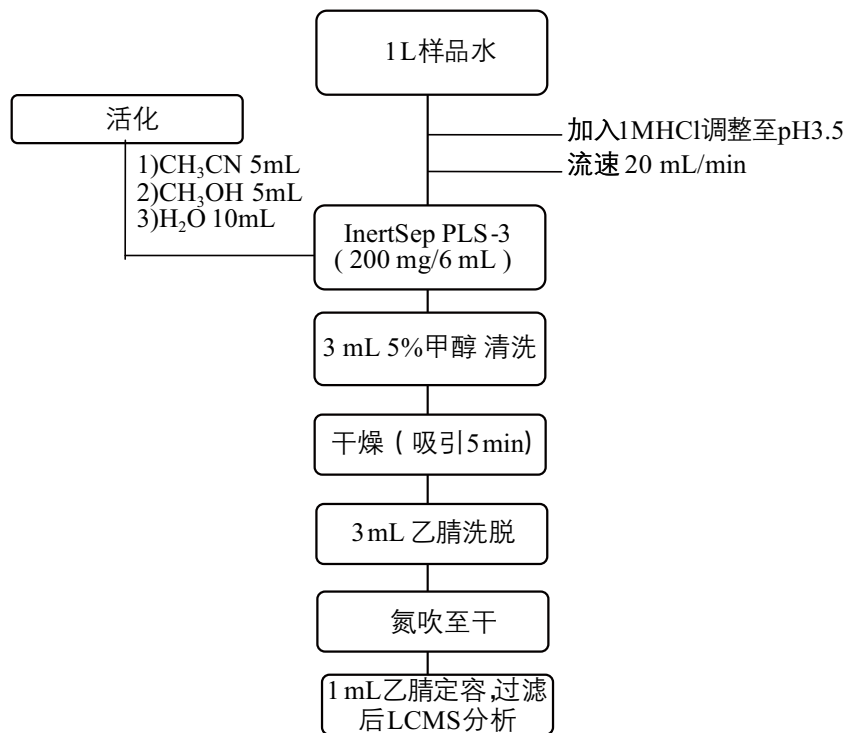 1L样品水
活化
1)CH₃CN 5mL
2)CH₃OH 5mL
3)H₂O 10mL
加入1MHCl调整至pH3.5
流速20 mL/min
InertSep PLS-3
( 200 mg/6 mL )
3 mL 5%甲醇 清洗
干燥 ( 吸引5min)
3mL 乙腈洗脱
氮吹至干
1mL乙腈定容,过滤
后LCMS分析